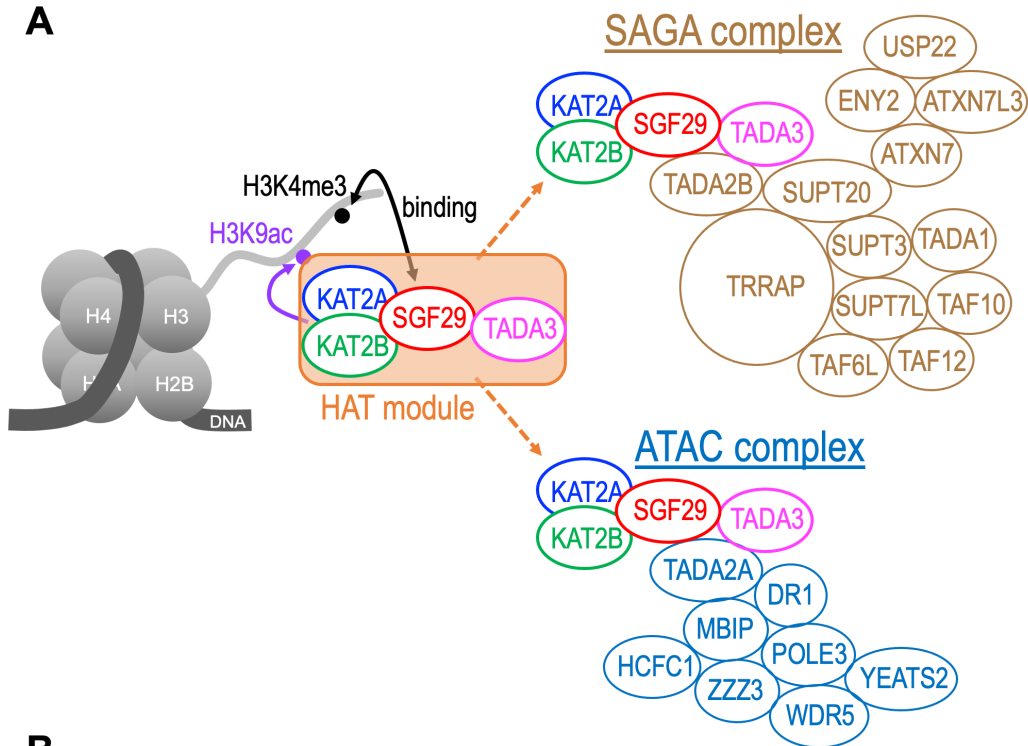 A
SAGA complex
USP22
KAT2A
ENY2
ATXN7L3
SGF29
TADA3
KAT2B
ATXN7
TADA2B
SUPT20
H3K4me3
binding
H3K9ac
SUPT3
TADA1
TRRAP
KAT2A
SUPT7L
TAF10
H4
H3
SGF29
TADA3
KAT2B
TAF6L
TAF12
H2B
HAT module
DNA
ATAC complex
KAT2A
SGF29
TADA3
KAT2B
TADA2A
DR1
MBIP
POLE3
HCFC1
YEATS2
ZZZ3
WDR5